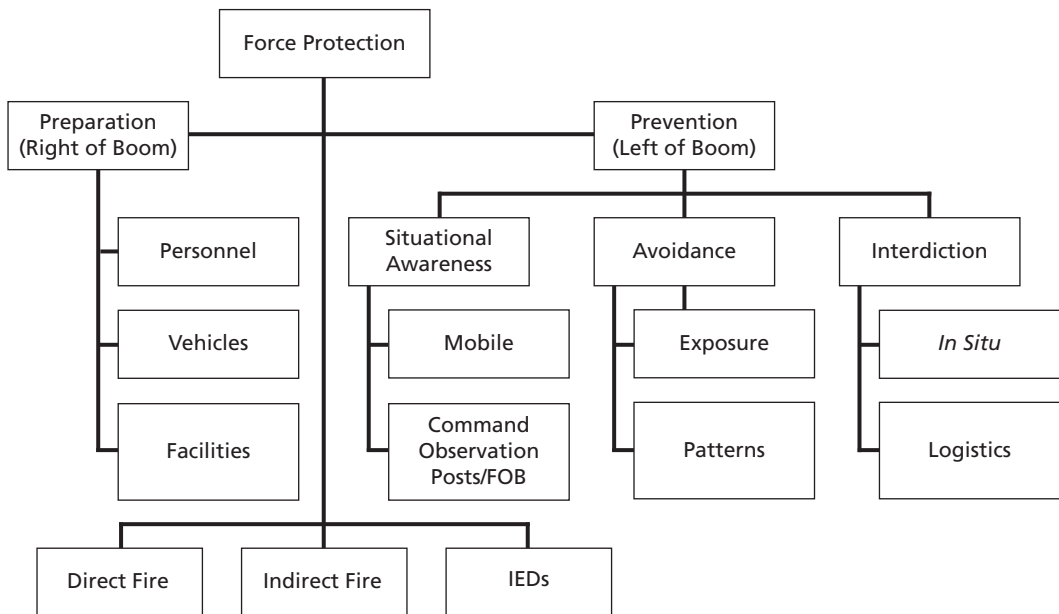 Force Protection
Preparation
(Right of Boom)
Prevention
(Left of Boom)
Personnel
Vehicles
Facilities
Situational
Awareness
Mobile
Command
Observation
Posts/FOB
Avoidance
Exposure
Patterns
Interdiction
In Situ
Logistics
Direct Fire
Indirect Fire
IEDs